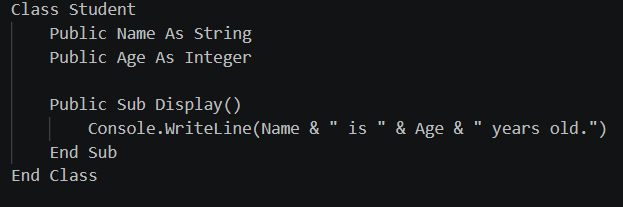 Class Student
    Public Name As String
    Public Age As Integer

    Public Sub Display()
        Console.WriteLine(Name & " is " & Age & " years old.")
    End Sub
End Class